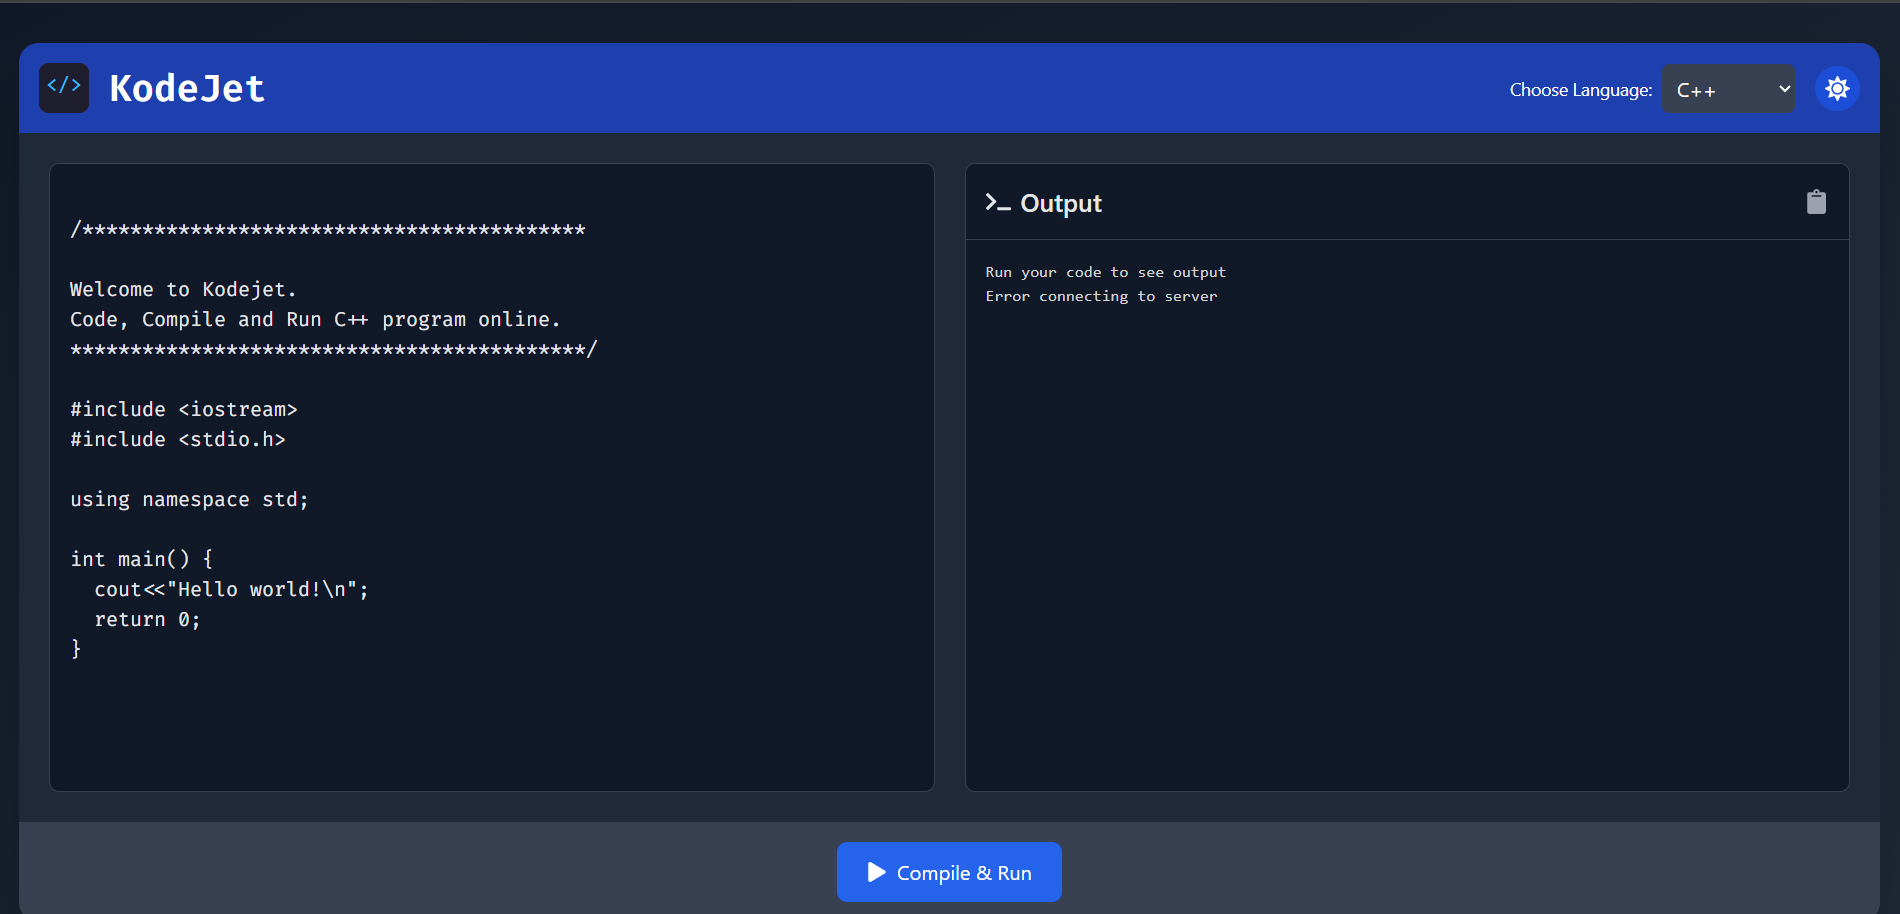 </> KodeJet
Choose Language: C++
/******************************************
Welcome to Kodejet.
Code, Compile and Run C++ program online.
*******************************************/
#include <iostream>
#include <stdio.h>
using namespace std;
int main() {
  cout<<"Hello world!\n";
  return 0;
}
>_ Output
Run your code to see output
Error connecting to server
Compile & Run